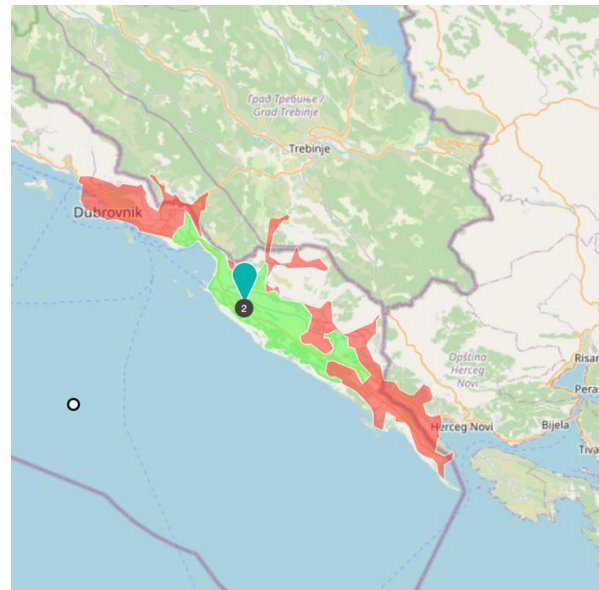 Град Требиње /
Grad Trebinje
Trebinje
Dubrovnik
2
Opština
Herceg
Novi
Risan
Pera
Herceg Novi
Bijela
Tiva